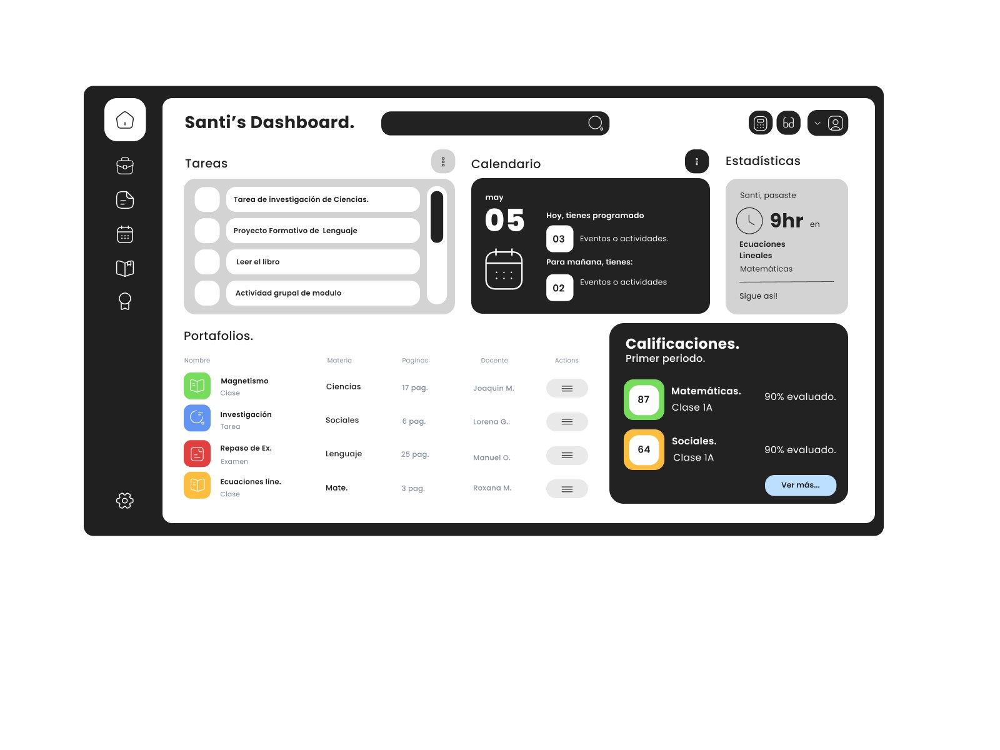 Santi’s Dashboard.
Tareas
Tarea de investigación de Ciencias.
Proyecto Formativo de  Lenguaje
Leer el libro
Actividad grupal de modulo
Calendario
may
05
Hoy, tienes programado
03 Eventos o actividades.
Para mañana, tienes:
02 Eventos o actividades
Estadísticas
Santi, pasaste
9hr en
Ecuaciones
Lineales
Matemáticas
Sigue asi!
Portafolios.
Nombre Materia Paginas Docente Actions
Magnetismo
Clase
Ciencias 17 pag. Joaquin M.
Investigación
Tarea
Sociales 6 pag. Lorena G..
Repaso de Ex.
Examen
Lenguaje 25 pag. Manuel O.
Ecuaciones line.
Clase
Mate. 3 pag. Roxana M.
Calificaciones.
Primer periodo.
87 Matemáticas.
Clase 1A
90% evaluado.
64 Sociales.
Clase 1A
90% evaluado.
Ver más...